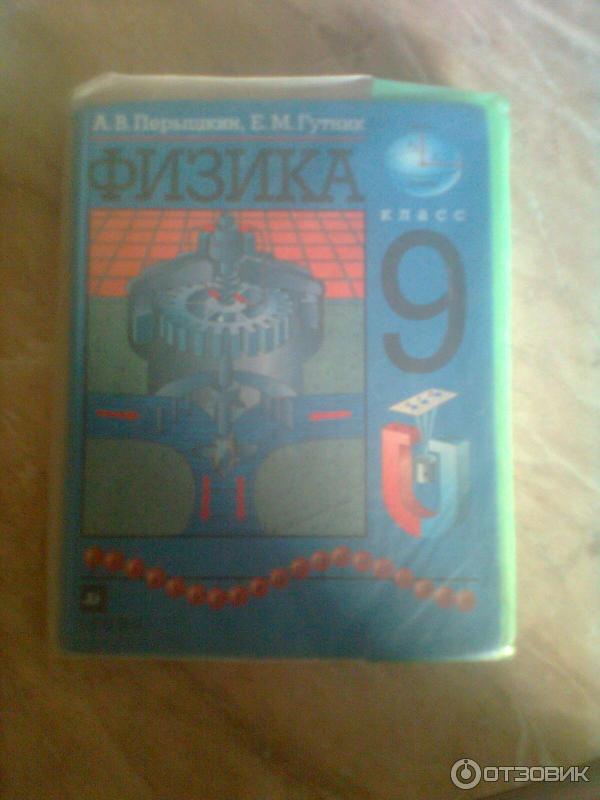 А. В. Перышкин, Е. М. Гутник
ФИЗИКА
класс
9
ОТЗОВИК